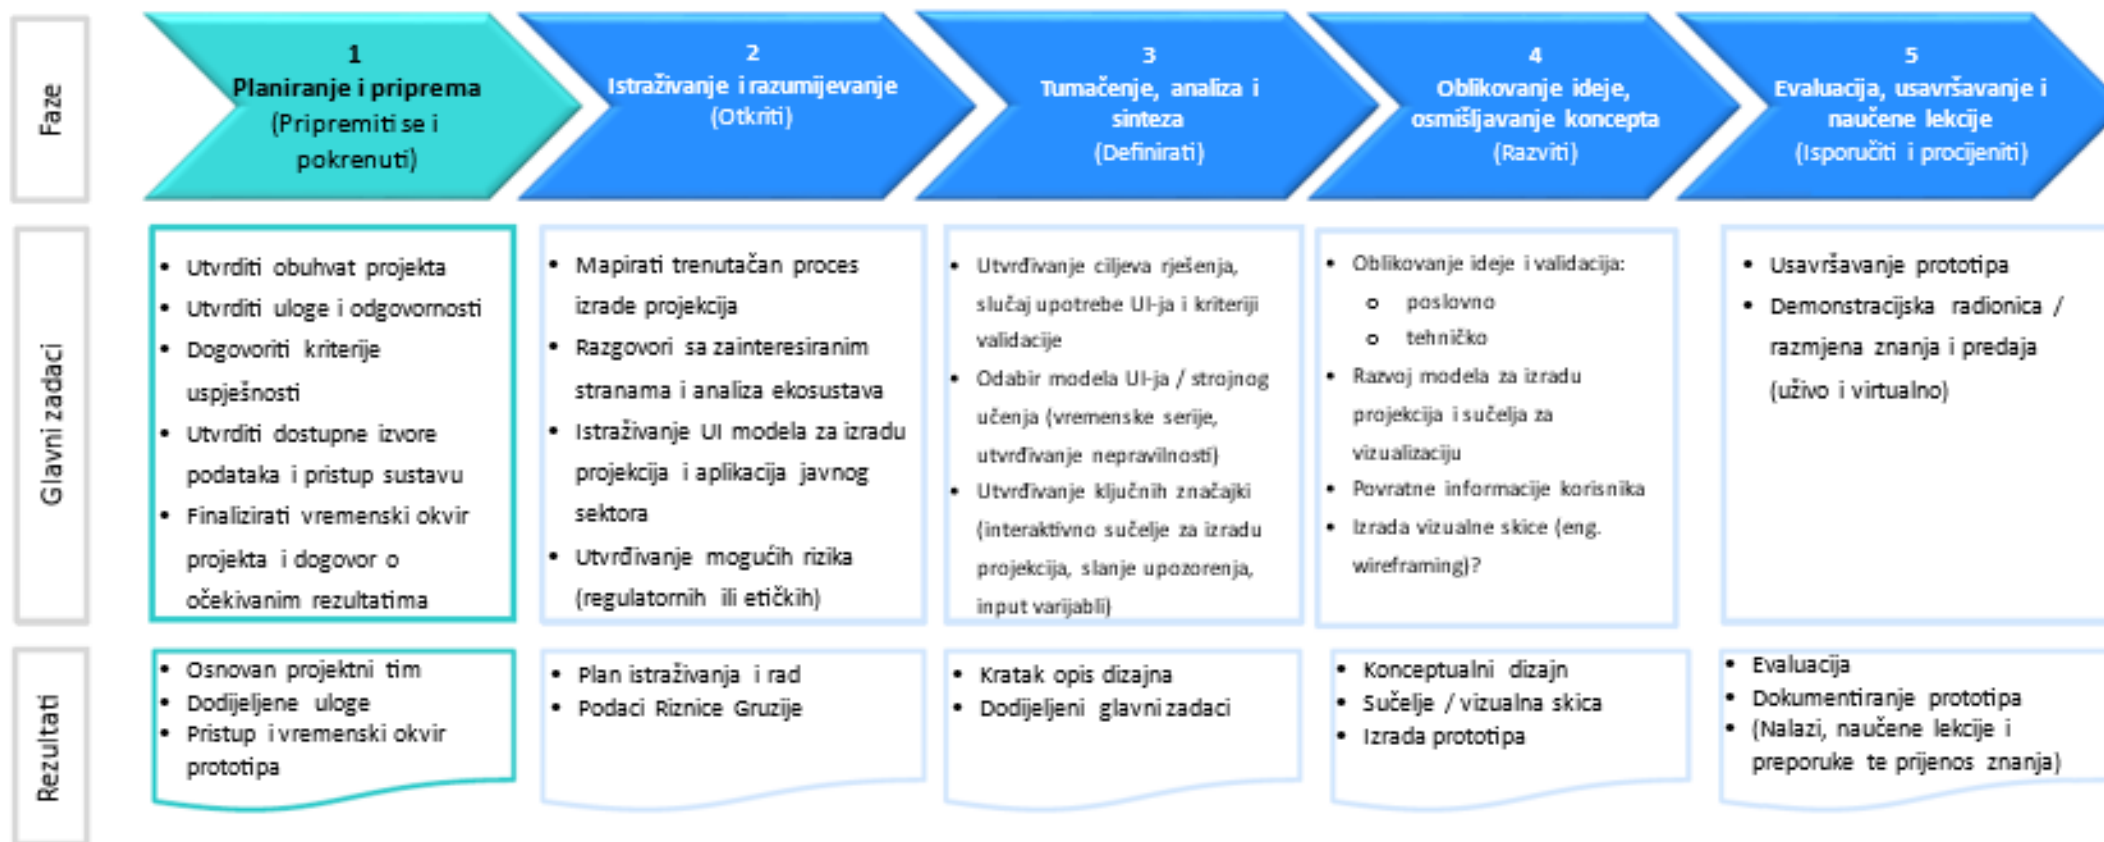 Faze
1
Planiranje i priprema
(Pripremiti se i
pokrenuti)
2
Istraživanje i razumijevanje
(Otkriti)
3
Tumačenje, analiza i
sinteza
(Definirati)
4
Oblikovanje ideje,
osmišljavanje koncepta
(Razviti)
5
Evaluacija, usavršavanje i
naučene lekcije
(Isporučiti i procijeniti)
Glavni zadaci
• Utvrditi obuhvat projekta
• Utvrditi uloge i odgovornosti
• Dogovoriti kriterije
uspješnosti
• Utvrditi dostupne izvore
podataka i pristup sustavu
• Finalizirati vremenski okvir
projekta i dogovor o
očekivanim rezultatima
• Mapirati trenutačan proces
izrade projekcija
• Razgovori sa zainteresiranim
stranama i analiza ekosustava
• Istraživanje UI modela za izradu
projekcija i aplikacija javnog
sektora
• Utvrđivanje mogućih rizika
(regulatornih ili etičkih)
• Utvrđivanje ciljeva rješenja,
slučaj upotrebe UI-ja i kriteriji
validacije
• Odabir modela UI-ja / strojnog
učenja (vremenske serije,
utvrđivanje nepravilnosti)
• Utvrđivanje ključnih značajki
(interaktivno sučelje za izradu
projekcija, slanje upozorenja,
input varijabli)
• Oblikovanje ideje i validacija:
o poslovno
o tehničko
• Razvoj modela za izradu
projekcija i sučelja za
vizualizaciju
• Povratne informacije korisnika
• Izrada vizualne skice (eng.
wireframing)?
• Usavršavanje prototipa
• Demonstracijska radionica /
razmjena znanja i predaja
(uživo i virtualno)
Rezultati
• Osnovan projektni tim
• Dodijeljene uloge
• Pristup i vremenski okvir
prototipa
• Plan istraživanja i rad
• Podaci Riznice Gruzije
• Kratak opis dizajna
• Dodijeljeni glavni zadaci
• Konceptualni dizajn
• Sučelje / vizualna skica
• Izrada prototipa
• Evaluacija
• Dokumentiranje prototipa
• (Nalazi, naučene lekcije i
preporuke te prijenos znanja)